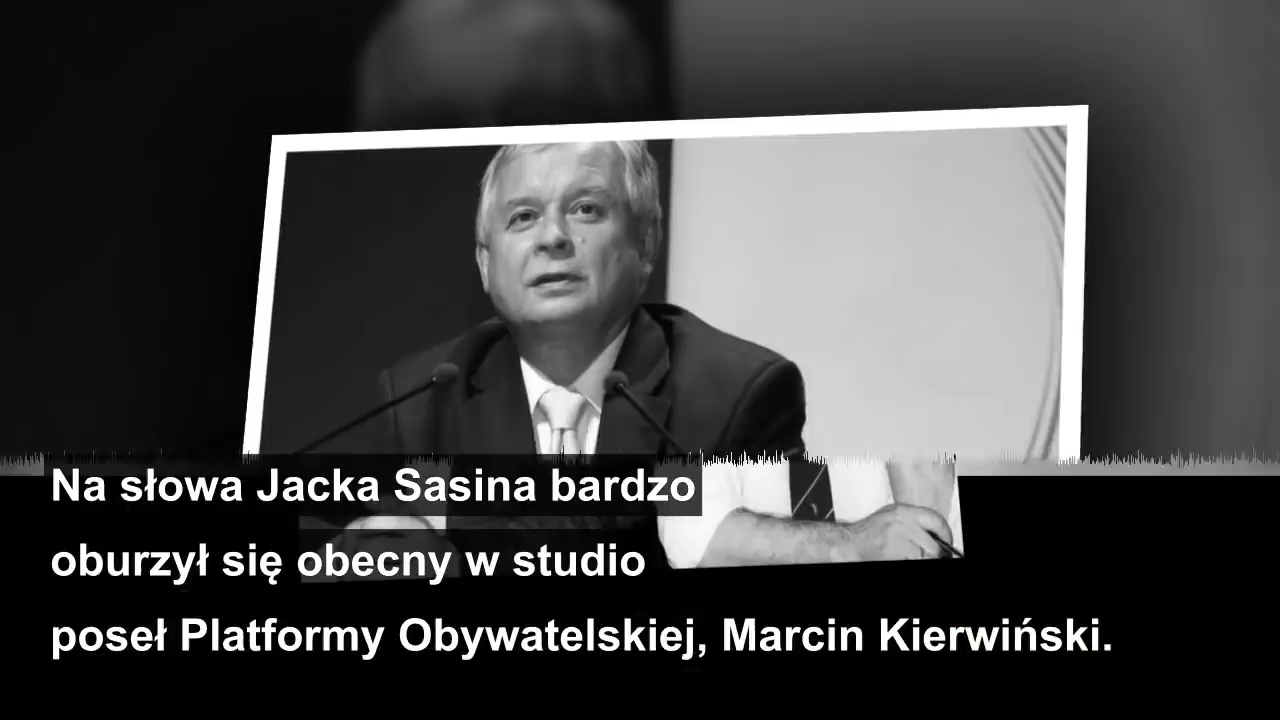 Na słowa Jacka Sasina bardzo
oburzył się obecny w studio
poseł Platformy Obywatelskiej, Marcin Kierwiński.